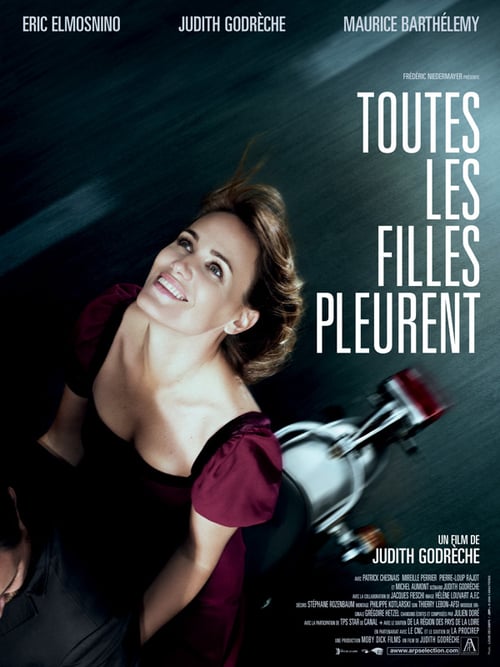 ERIC ELMOSNINO JUDITH GODRÈCHE MAURICE BARTHÉLEMY
FRÉDÉRIC NIEDERMAYER PRÉSENTE
TOUTES
LES
FILLES
PLEURENT
UN FILM DE
JUDITH GODRÈCHE
AVEC PATRICK CHESNAIS MIREILLE PERRIER PIERRE-LOUP RAJOT
ET MICHEL AUMONT SCÉNARIO JUDITH GODRÈCHE
AVEC LA COLLABORATION DE JACQUES FIESCHI IMAGE HÉLÈNE LOUVART A.F.C
DÉCORS STÉPHANE ROZENBAUM MONTAGE PHILIPPE KOTLARSKI SON THIERRY LEBON-AFSI
GRÉGOIRE HETZEL CHANSONS ÉCRITES ET COMPOSÉES PAR JULIEN DORÉ
AVEC LA PARTICIPATION DE TPS STAR DE CANAL + AVEC LE SOUTIEN DE LA RÉGION DES PAYS DE LA LOIRE
EN PARTENARIAT AVEC LE CNC ET LE SOUTIEN DE LA PROCIREP
UNE PRODUCTION MOBY DICK FILMS UN FILM DE JUDITH GODRÈCHE
www.arpselection.com